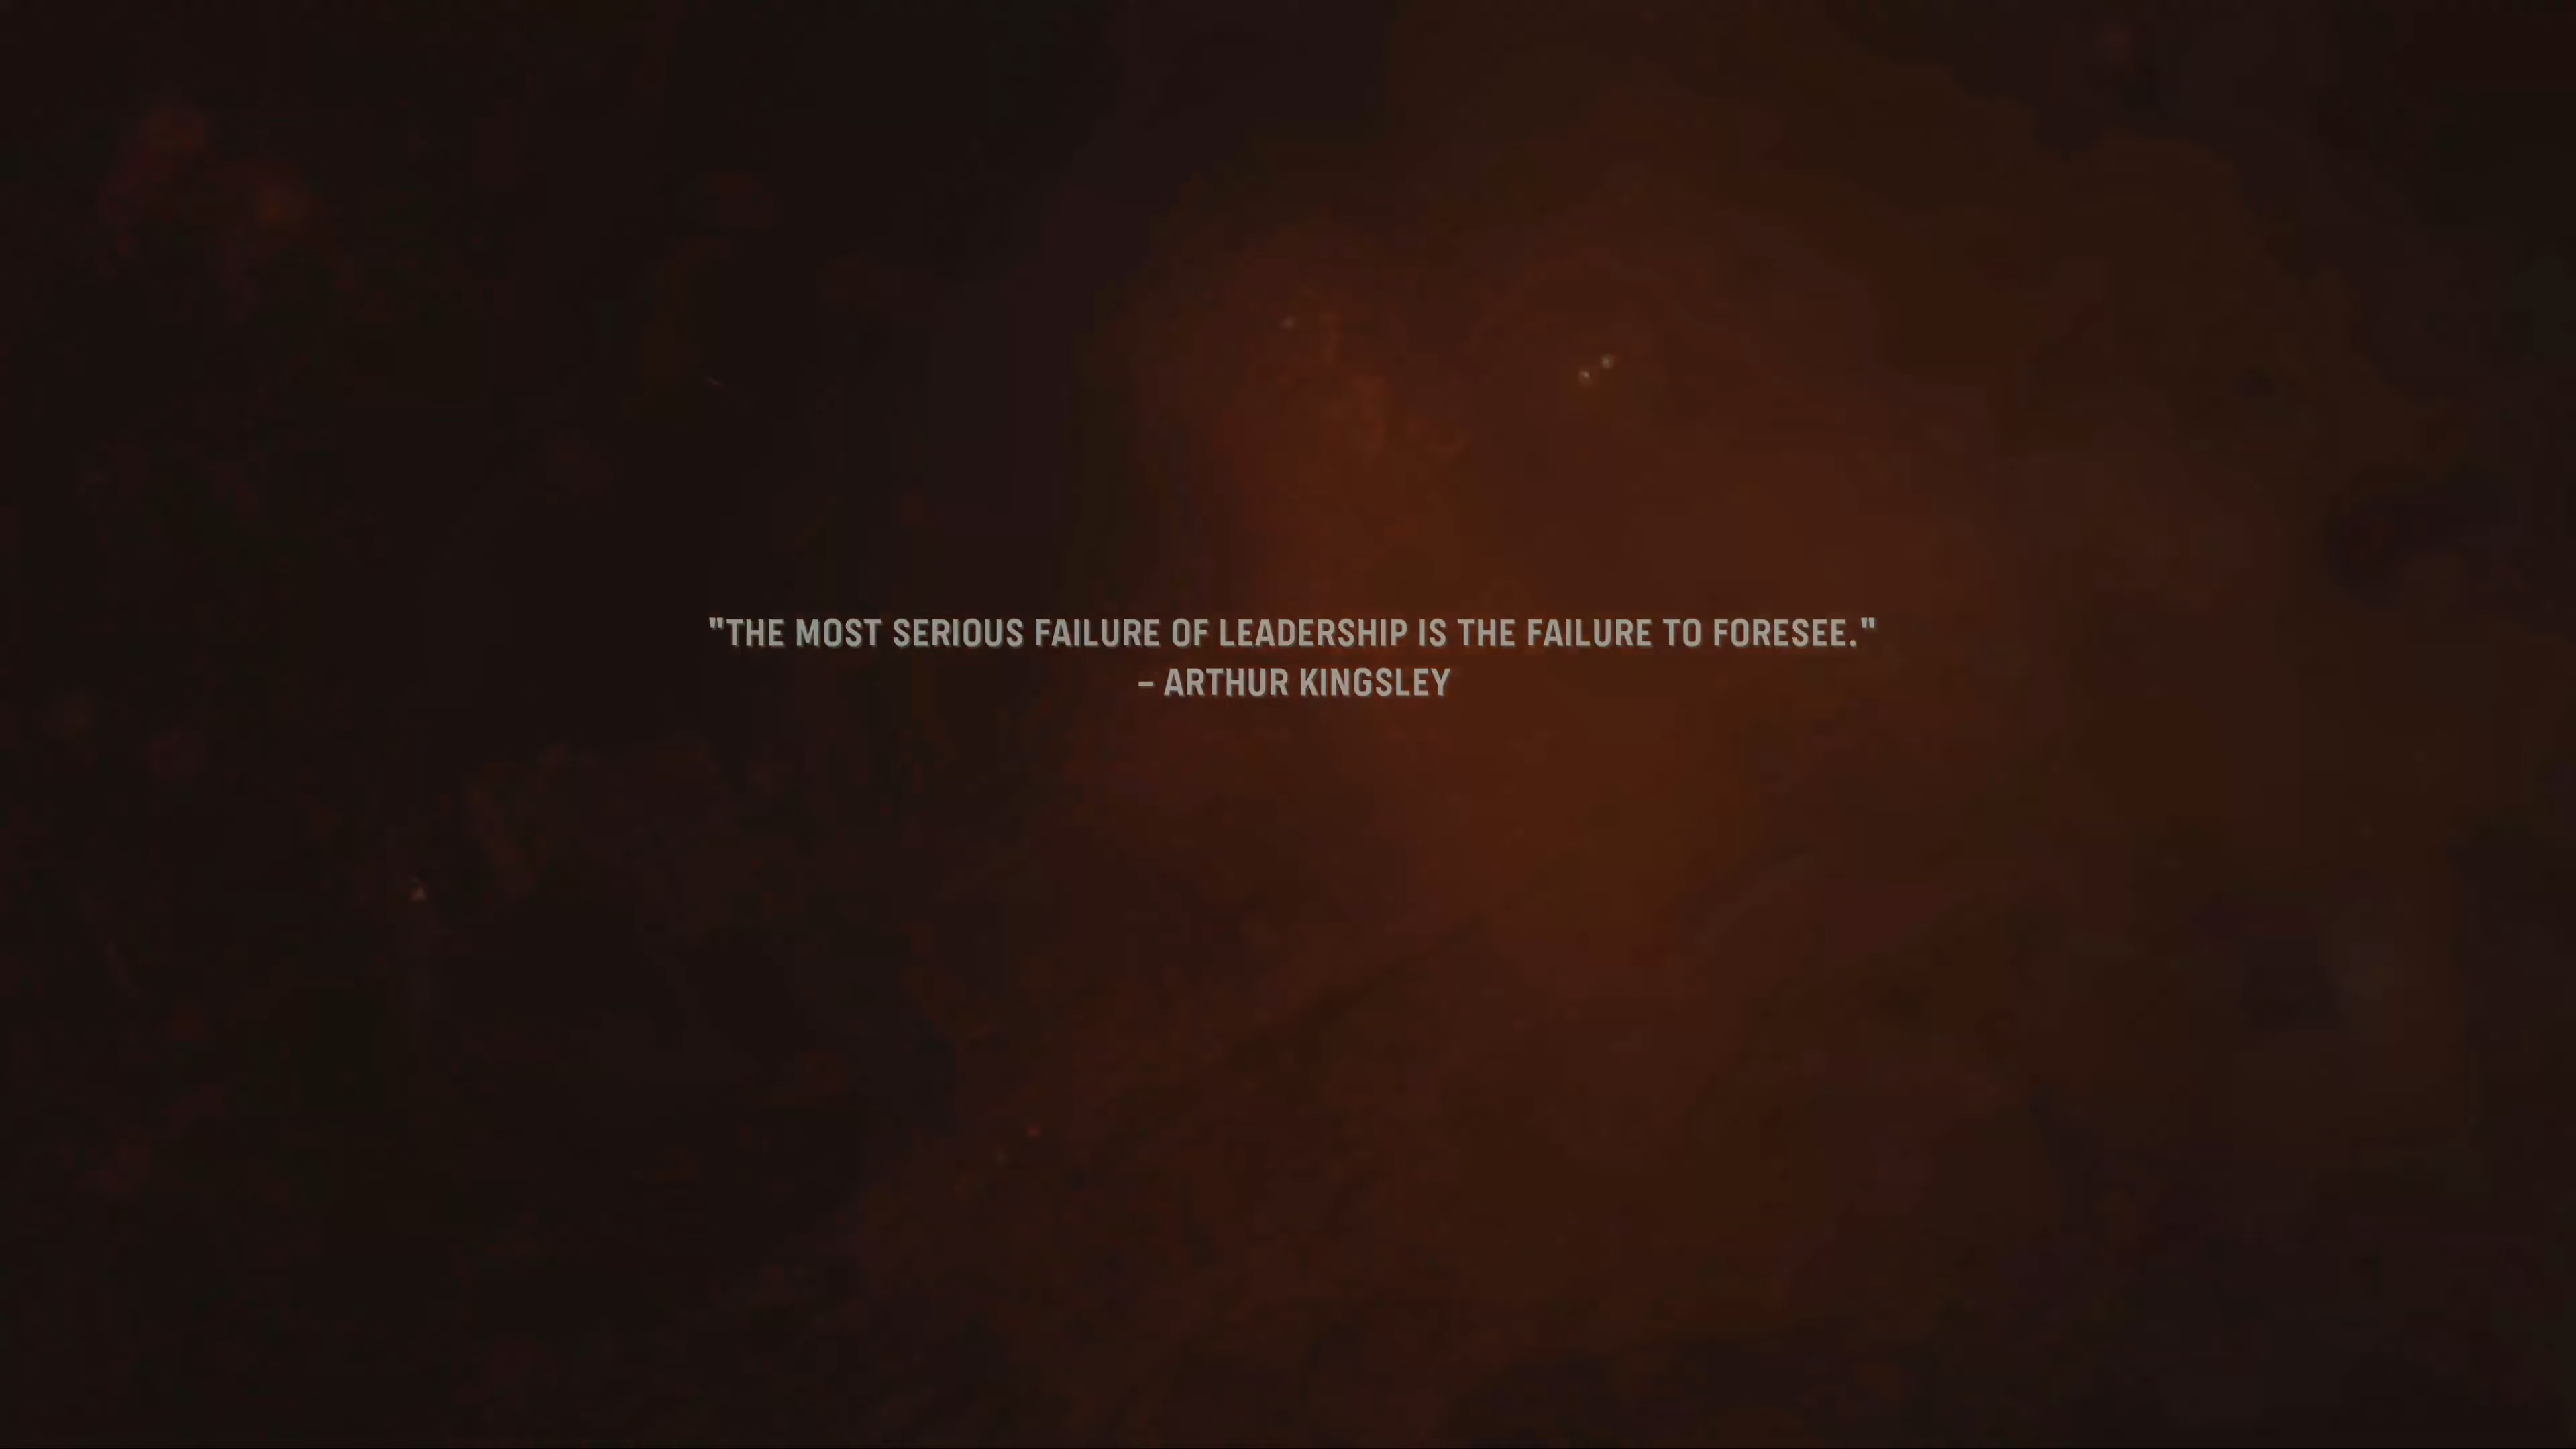 "THE MOST SERIOUS FAILURE OF LEADERSHIP IS THE FAILURE TO FORESEE."
– ARTHUR KINGSLEY